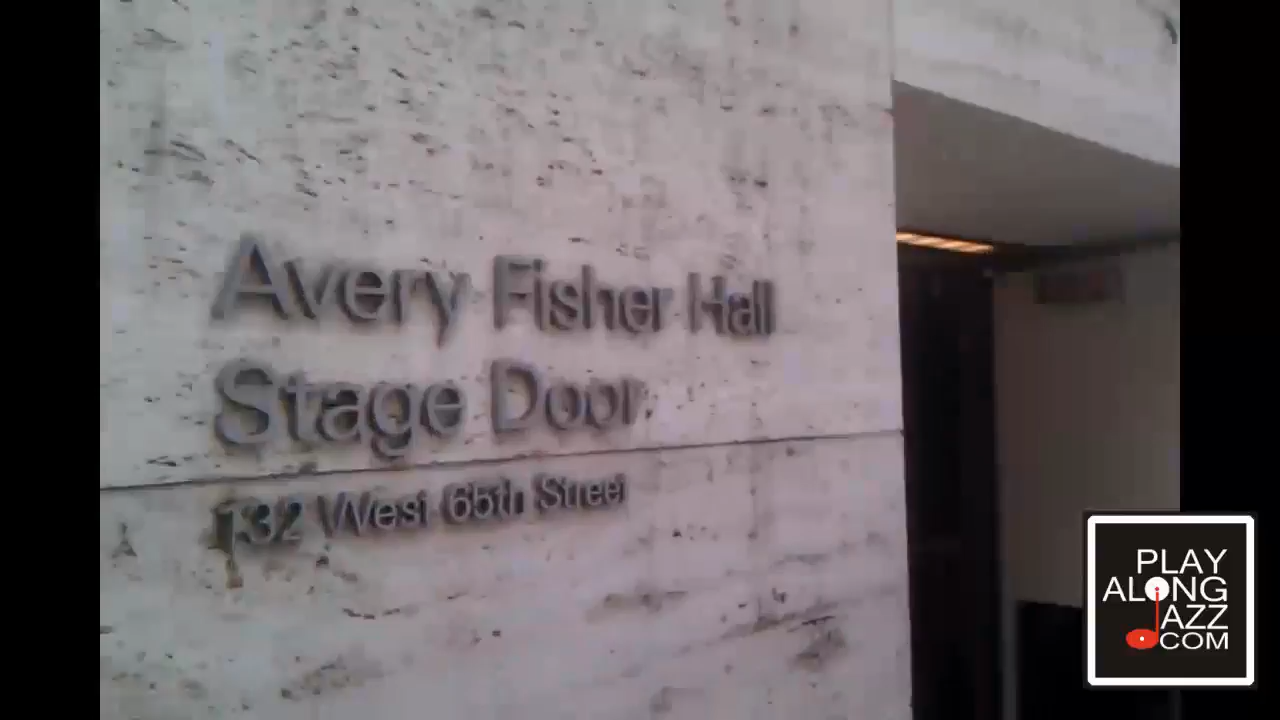 Avery Fisher Hall
Stage Door
132 West 65th Street
PLAY
ALONG
JAZZ
COM